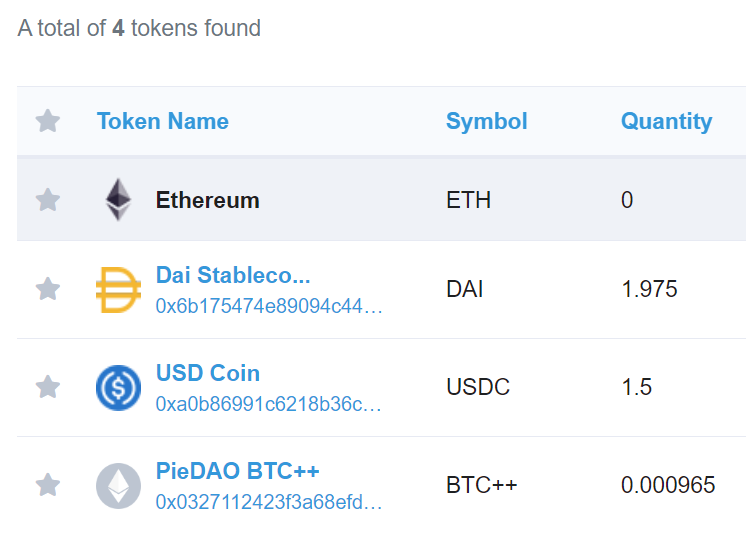 A total of 4 tokens found
Token Name Symbol Quantity
Ethereum ETH 0
Dai Stableco... DAI 1.975
0x6b175474e89094c44...
USD Coin USDC 1.5
0xa0b86991c6218b36c...
PieDAO BTC++ BTC++ 0.000965
0x0327112423f3a68efd...